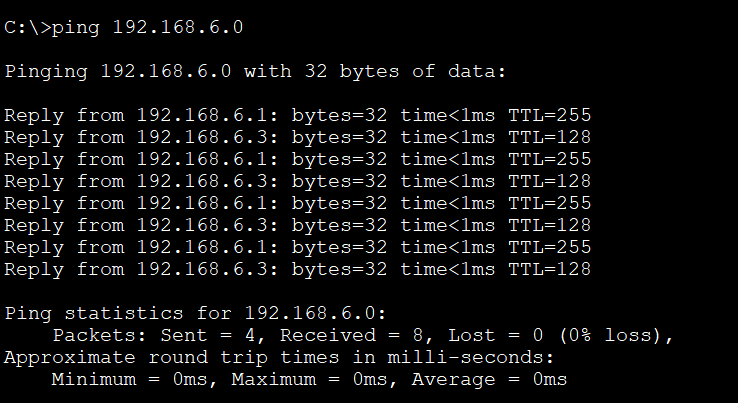 C:\>ping 192.168.6.0
Pinging 192.168.6.0 with 32 bytes of data:
Reply from 192.168.6.1: bytes=32 time<1ms TTL=255
Reply from 192.168.6.3: bytes=32 time<1ms TTL=128
Reply from 192.168.6.1: bytes=32 time<1ms TTL=255
Reply from 192.168.6.3: bytes=32 time<1ms TTL=128
Reply from 192.168.6.1: bytes=32 time<1ms TTL=255
Reply from 192.168.6.3: bytes=32 time<1ms TTL=128
Reply from 192.168.6.1: bytes=32 time<1ms TTL=255
Reply from 192.168.6.3: bytes=32 time<1ms TTL=128
Ping statistics for 192.168.6.0:
    Packets: Sent = 4, Received = 8, Lost = 0 (0% loss),
Approximate round trip times in milli-seconds:
    Minimum = 0ms, Maximum = 0ms, Average = 0ms